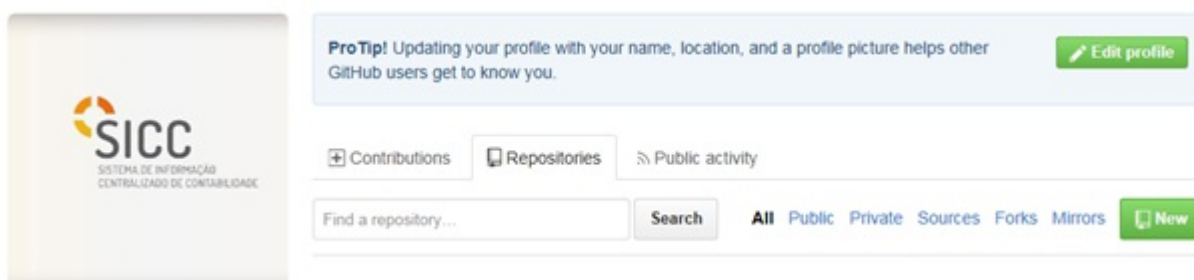 SICC
SISTEMA DE INFORMAÇÃO
CENTRALIZADO DE CONTABILIDADE
ProTip! Updating your profile with your name, location, and a profile picture helps other
GitHub users get to know you.
Edit profile
Contributions Repositories Public activity
Find a repository... Search All Public Private Sources Forks Mirrors New